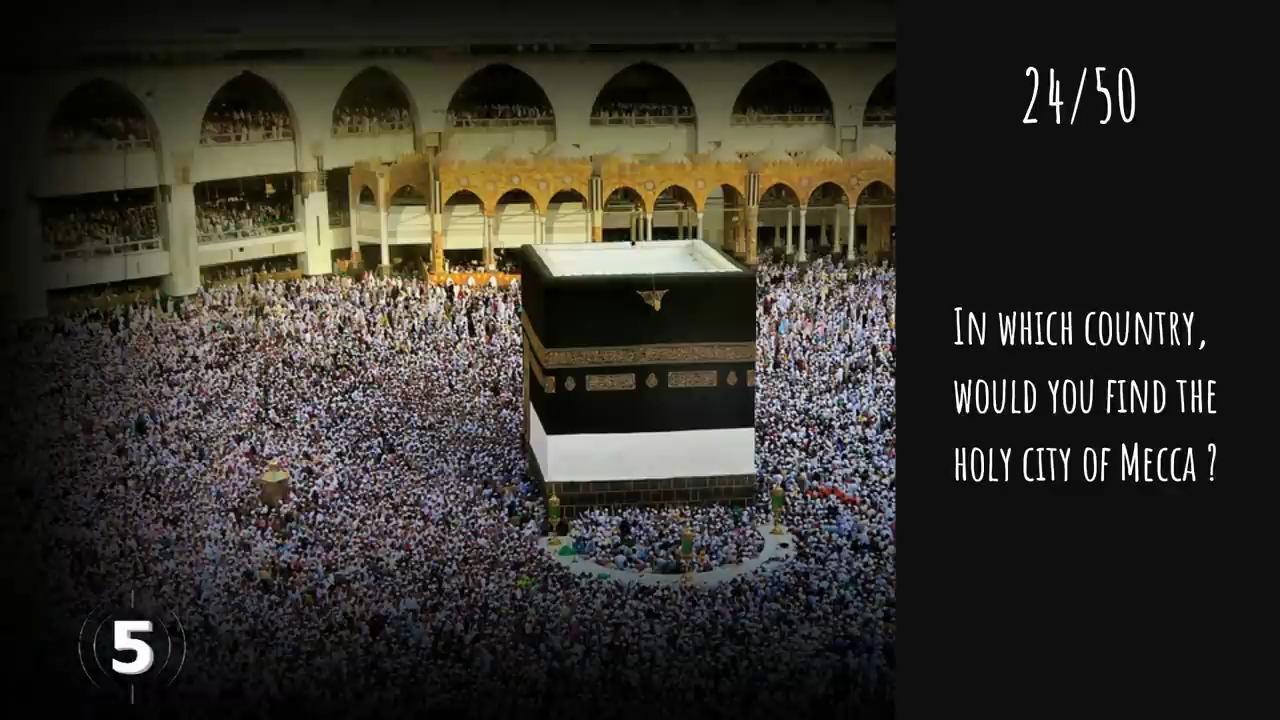 24/50
In which country,
would you find the
holy city of Mecca ?
5